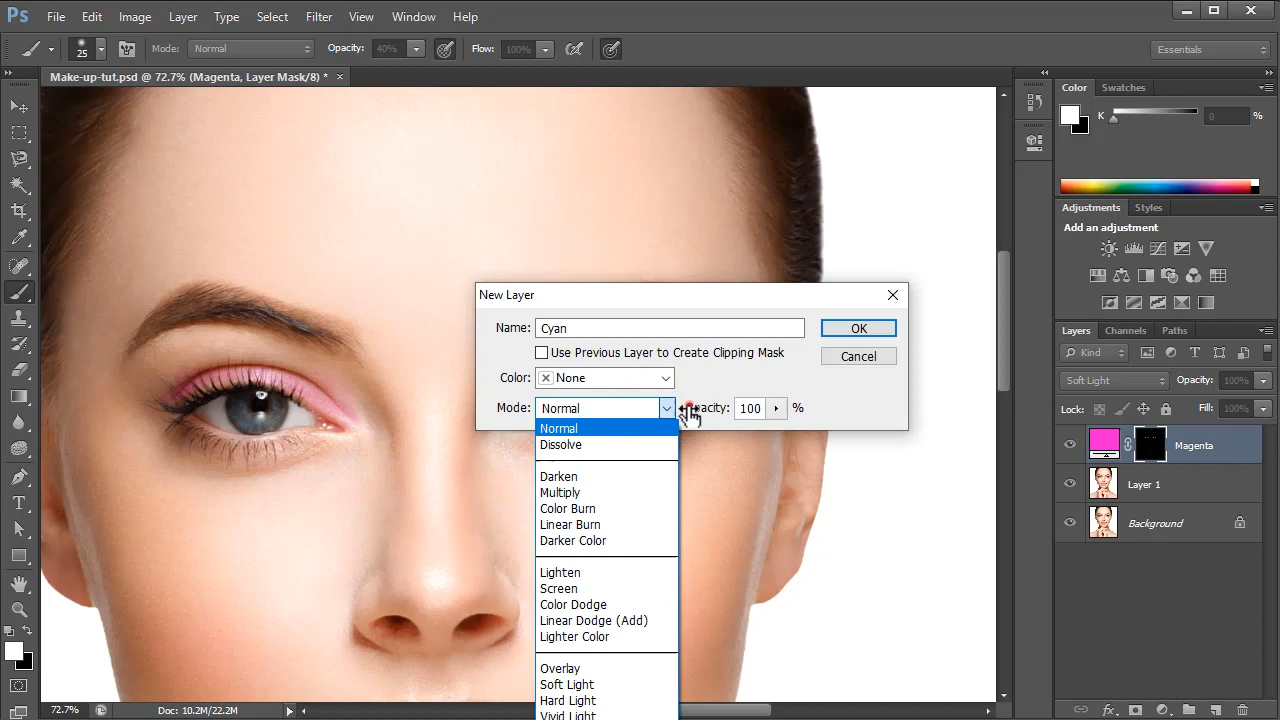 Ps File Edit Image Layer Type Select Filter View Window Help
25 Mode: Normal Opacity: 40% Flow: 100% Essentials
Make-up-tut.psd @ 72.7% (Magenta, Layer Mask/8) *
Color Swatches
K 0 %
Adjustments Styles
Add an adjustment
New Layer
Name: Cyan OK
Use Previous Layer to Create Clipping Mask Cancel
Color: None
Mode: Normal 100 %
Normal
Dissolve
Darken
Multiply
Color Burn
Linear Burn
Darker Color
Lighten
Screen
Color Dodge
Linear Dodge (Add)
Lighter Color
Overlay
Soft Light
Hard Light
Vivid Light
Layers Channels Paths
Kind
Soft Light Opacity: 100%
Lock: Fill: 100%
Magenta
Layer 1
Background
72.7% Doc: 10.2M/22.2M